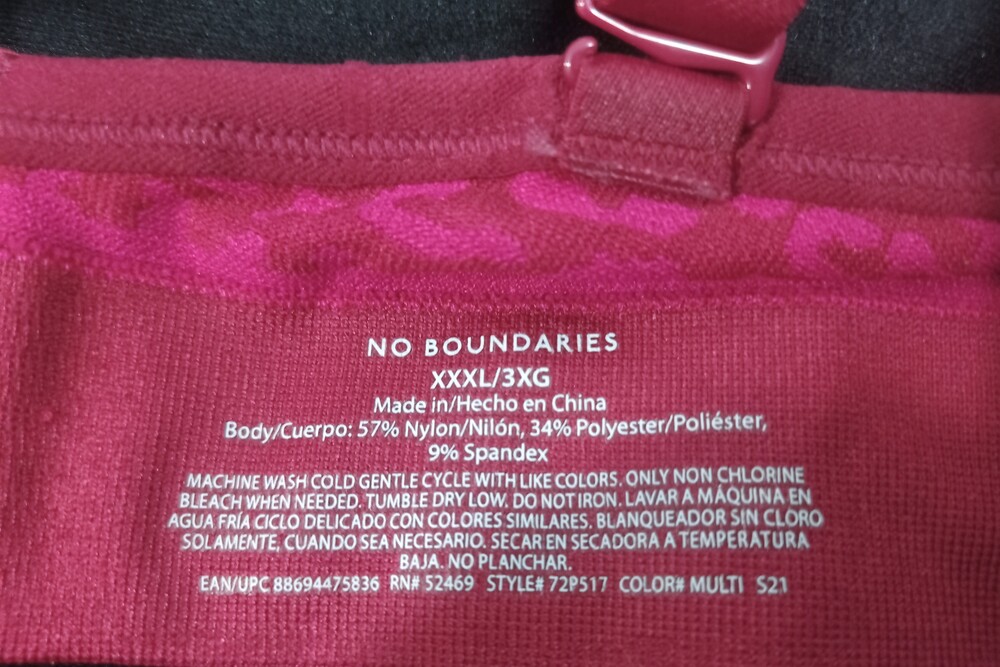 NO BOUNDARIES
XXXL/3XG
Made in/Hecho en China
Body/Cuerpo: 57% Nylon/Nilón, 34% Polyester/Poliéster,
9% Spandex
MACHINE WASH COLD GENTLE CYCLE WITH LIKE COLORS. ONLY NON CHLORINE
BLEACH WHEN NEEDED. TUMBLE DRY LOW. DO NOT IRON. LAVAR A MÁQUINA EN
AGUA FRÍA CICLO DELICADO CON COLORES SIMILARES. BLANQUEADOR SIN CLORO
SOLAMENTE, CUANDO SEA NECESARIO. SECAR EN SECADORA A TEMPERATURA
BAJA. NO PLANCHAR.
EAN/UPC 88694475836 RN# 52469 STYLE# 72P517 COLOR# MULTI S21